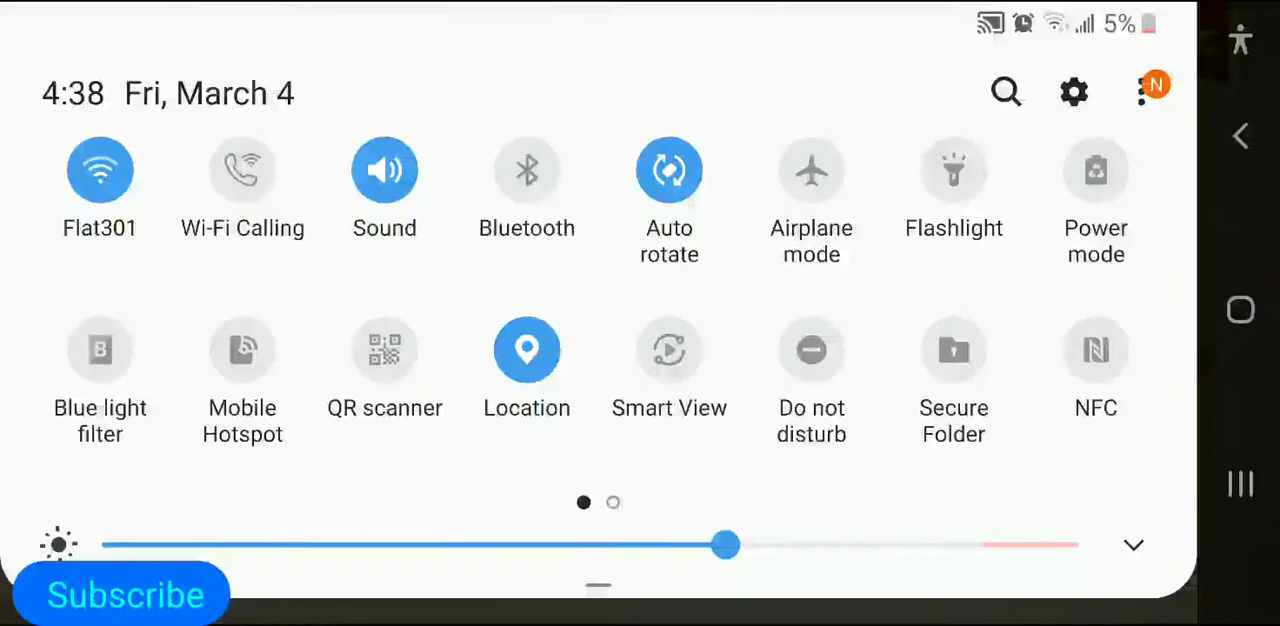 5%
4:38 Fri, March 4
N
Flat301 Wi-Fi Calling Sound Bluetooth Auto rotate Airplane mode Flashlight Power mode
B
Blue light filter Mobile Hotspot QR scanner Location Smart View Do not disturb Secure Folder NFC
Subscribe